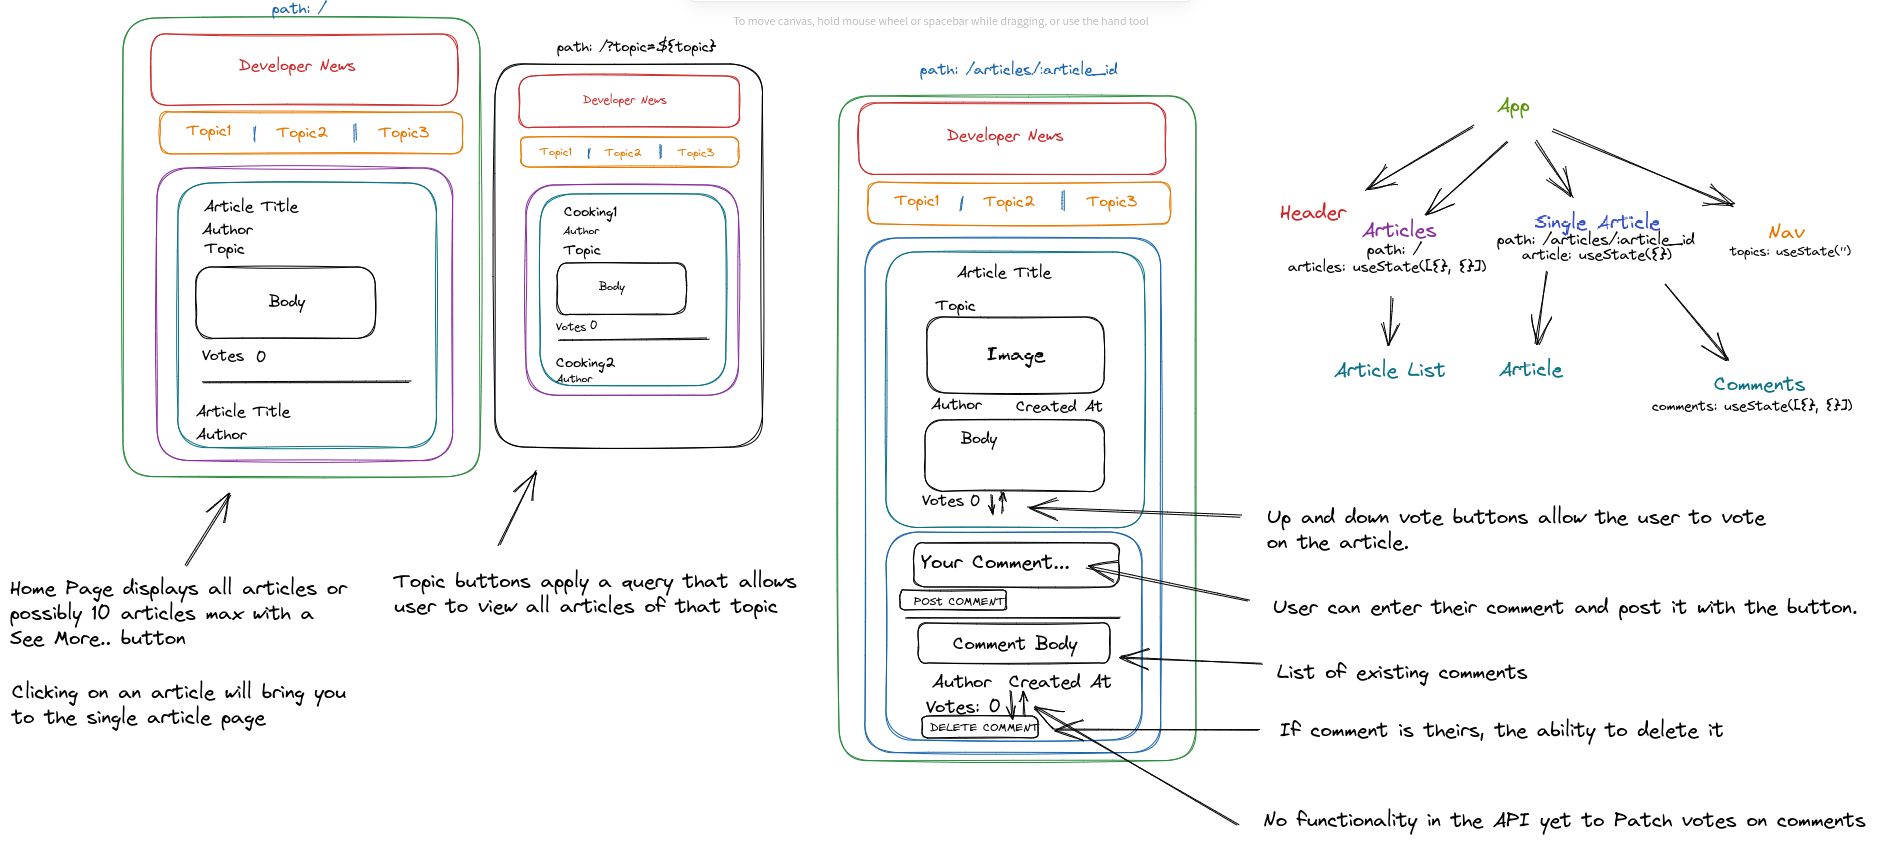 To move canvas, hold mouse wheel or spacebar while dragging, or use the hand tool
path: /
Developer News
Topic1 | Topic2 | Topic3
Article Title
Author
Topic
Body
Votes 0
Article Title
Author
Home Page displays all articles or
possibly 10 articles max with a
See More.. button
Clicking on an article will bring you
to the single article page
path: /?topic=${topic}
Developer News
Topic1 | Topic2 | Topic3
Cooking1
Author
Topic
Body
Votes 0
Cooking2
Author
Topic buttons apply a query that allows
user to view all articles of that topic
path: /articles/:article_id
Developer News
Topic1 | Topic2 | Topic3
Article Title
Topic
Image
Author Created At
Body
Votes 0
Your Comment...
POST COMMENT
Comment Body
Author Created At
Votes: 0
DELETE COMMENT
App
Header
Articles
path: /
articles: useState([{}, {}])
Single Article
path: /articles/:article_id
article: useState({})
Nav
topics: useState('')
Article List
Article
Comments
comments: useState([{}, {}])
Up and down vote buttons allow the user to vote
on the article.
User can enter their comment and post it with the button.
List of existing comments
If comment is theirs, the ability to delete it
No functionality in the API yet to Patch votes on comments